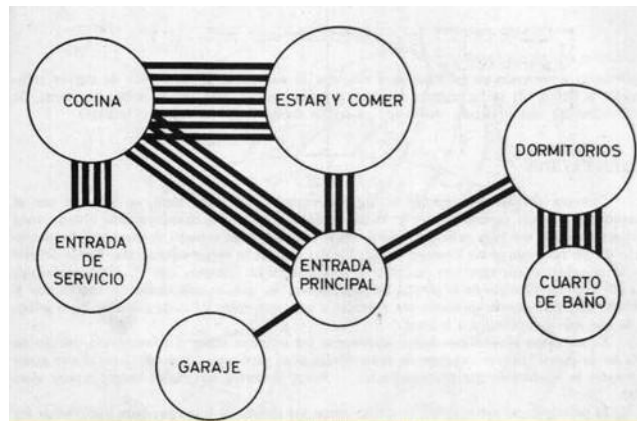 COCINA
ESTAR Y COMER
DORMITORIOS
ENTRADA
DE
SERVICIO
ENTRADA
PRINCIPAL
CUARTO
DE BAÑO
GARAJE